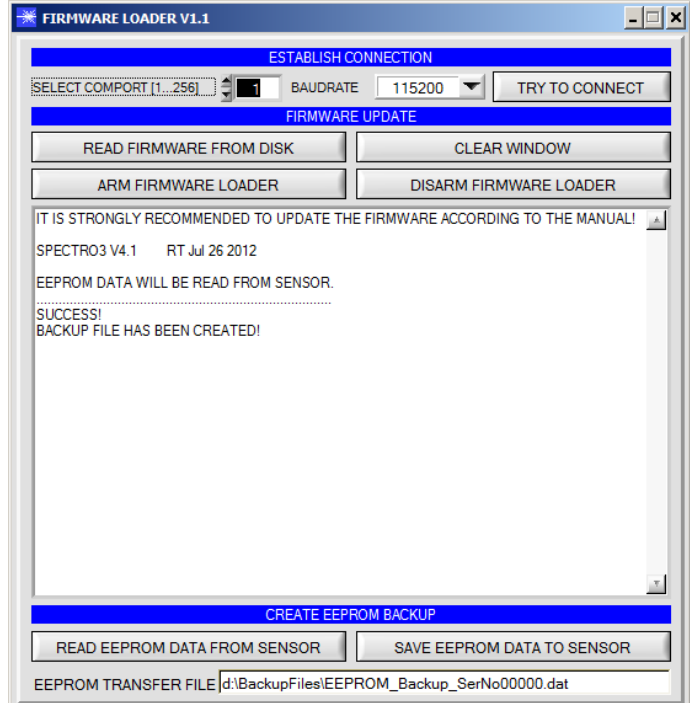 FIRMWARE LOADER V1.1
ESTABLISH CONNECTION
SELECT COMPORT [1...256] 1 BAUDRATE 115200 TRY TO CONNECT
FIRMWARE UPDATE
READ FIRMWARE FROM DISK CLEAR WINDOW
ARM FIRMWARE LOADER DISARM FIRMWARE LOADER
IT IS STRONGLY RECOMMENDED TO UPDATE THE FIRMWARE ACCORDING TO THE MANUAL!
SPECTRO3 V4.1 RT Jul 26 2012
EEPROM DATA WILL BE READ FROM SENSOR.
................................................................................
SUCCESS!
BACKUP FILE HAS BEEN CREATED!
CREATE EEPROM BACKUP
READ EEPROM DATA FROM SENSOR SAVE EEPROM DATA TO SENSOR
EEPROM TRANSFER FILE d:\BackupFiles\EEPROM_Backup_SerNo00000.dat